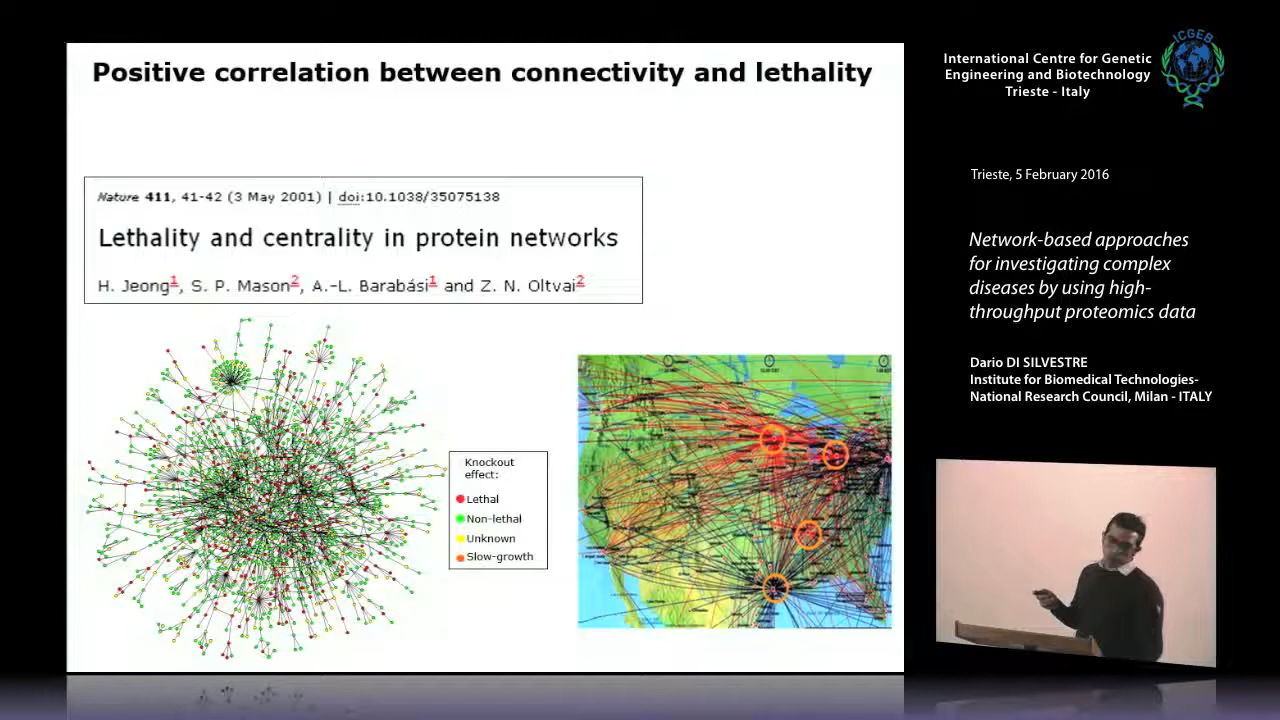 Positive correlation between connectivity and lethality
Nature 411, 41-42 (3 May 2001) | doi:10.1038/35075138
Lethality and centrality in protein networks
H. Jeong1, S. P. Mason2, A.-L. Barabási1 and Z. N. Oltvai2
Knockout
effect:
Lethal
Non-lethal
Unknown
Slow-growth
International Centre for Genetic
Engineering and Biotechnology
Trieste - Italy
ICGEB
Trieste, 5 February 2016
Network-based approaches
for investigating complex
diseases by using high-
throughput proteomics data
Dario DI SILVESTRE
Institute for Biomedical Technologies-
National Research Council, Milan - ITALY